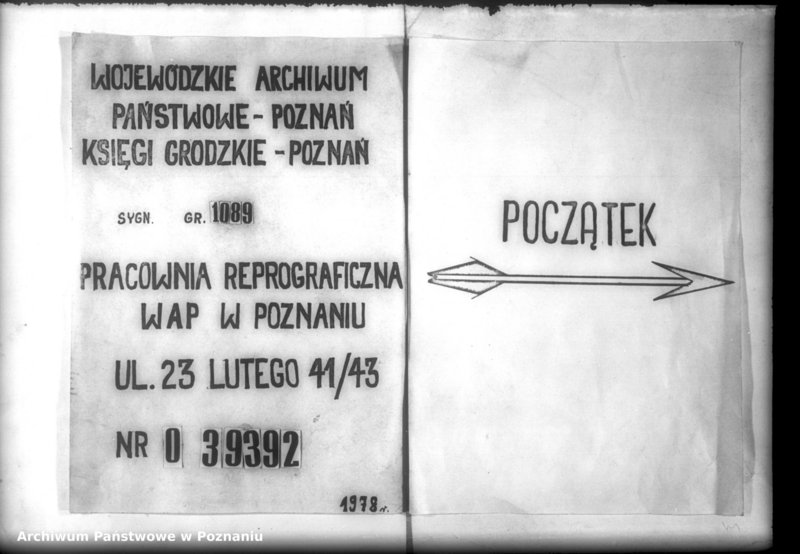 WOJEWÓDZKIE ARCHIWUM
PAŃSTWOWE - POZNAŃ
KSIĘGI GRODZKIE - POZNAŃ
SYGN. GR. 1089
PRACOWNIA REPROGRAFICZNA
WAP W POZNANIU
UL. 23 LUTEGO 41/43
NR 0 39392
1978 r.
POCZĄTEK
Archiwum Panstwowe w Poznaniu